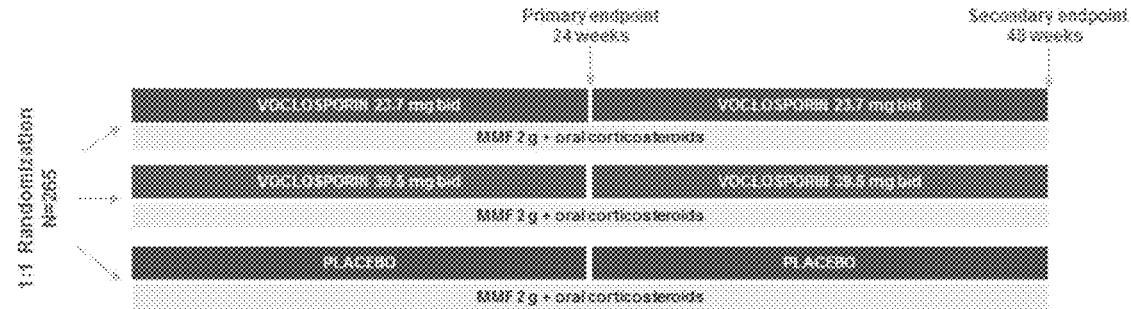 Primary endpoint
24 weeks
Secondary endpoint
48 weeks
1:1 Randomization
N=265
VOCLOSPORIN 23.7 mg bid
VOCLOSPORIN 23.7 mg bid
MMF 2 g + oral corticosteroids
VOCLOSPORIN 39.5 mg bid
VOCLOSPORIN 39.5 mg bid
MMF 2 g + oral corticosteroids
PLACEBO
PLACEBO
MMF 2 g + oral corticosteroids